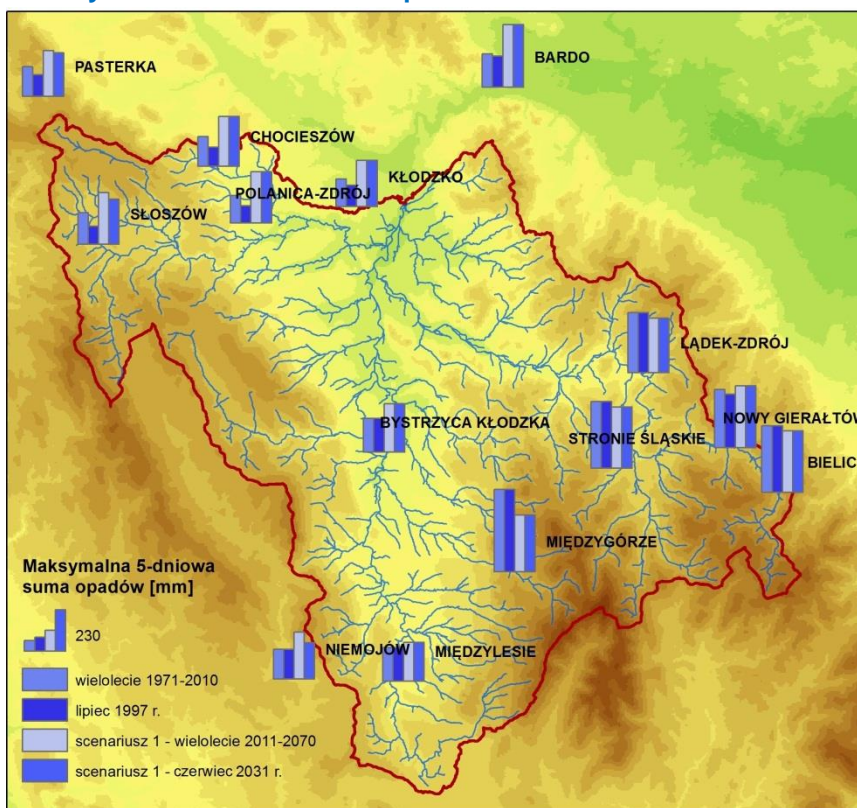 PASTERKA
BARDO
CHOCIESZÓW
KŁODZKO
POLANICA-ZDRÓJ
SŁOSZÓW
LĄDEK-ZDRÓJ
BYSTRZYCA KŁODZKA
NOWY GIERAŁTÓW
STRONIE ŚLĄSKIE
BIELIC
MIĘDZYGÓRZE
NIEMOJÓW
MIĘDZYLESIE
Maksymalna 5-dniowa
suma opadów [mm]
230
wielolecie 1971-2010
lipiec 1997 r.
scenariusz 1 - wielolecie 2011-2070
scenariusz 1 - czerwiec 2031 r.